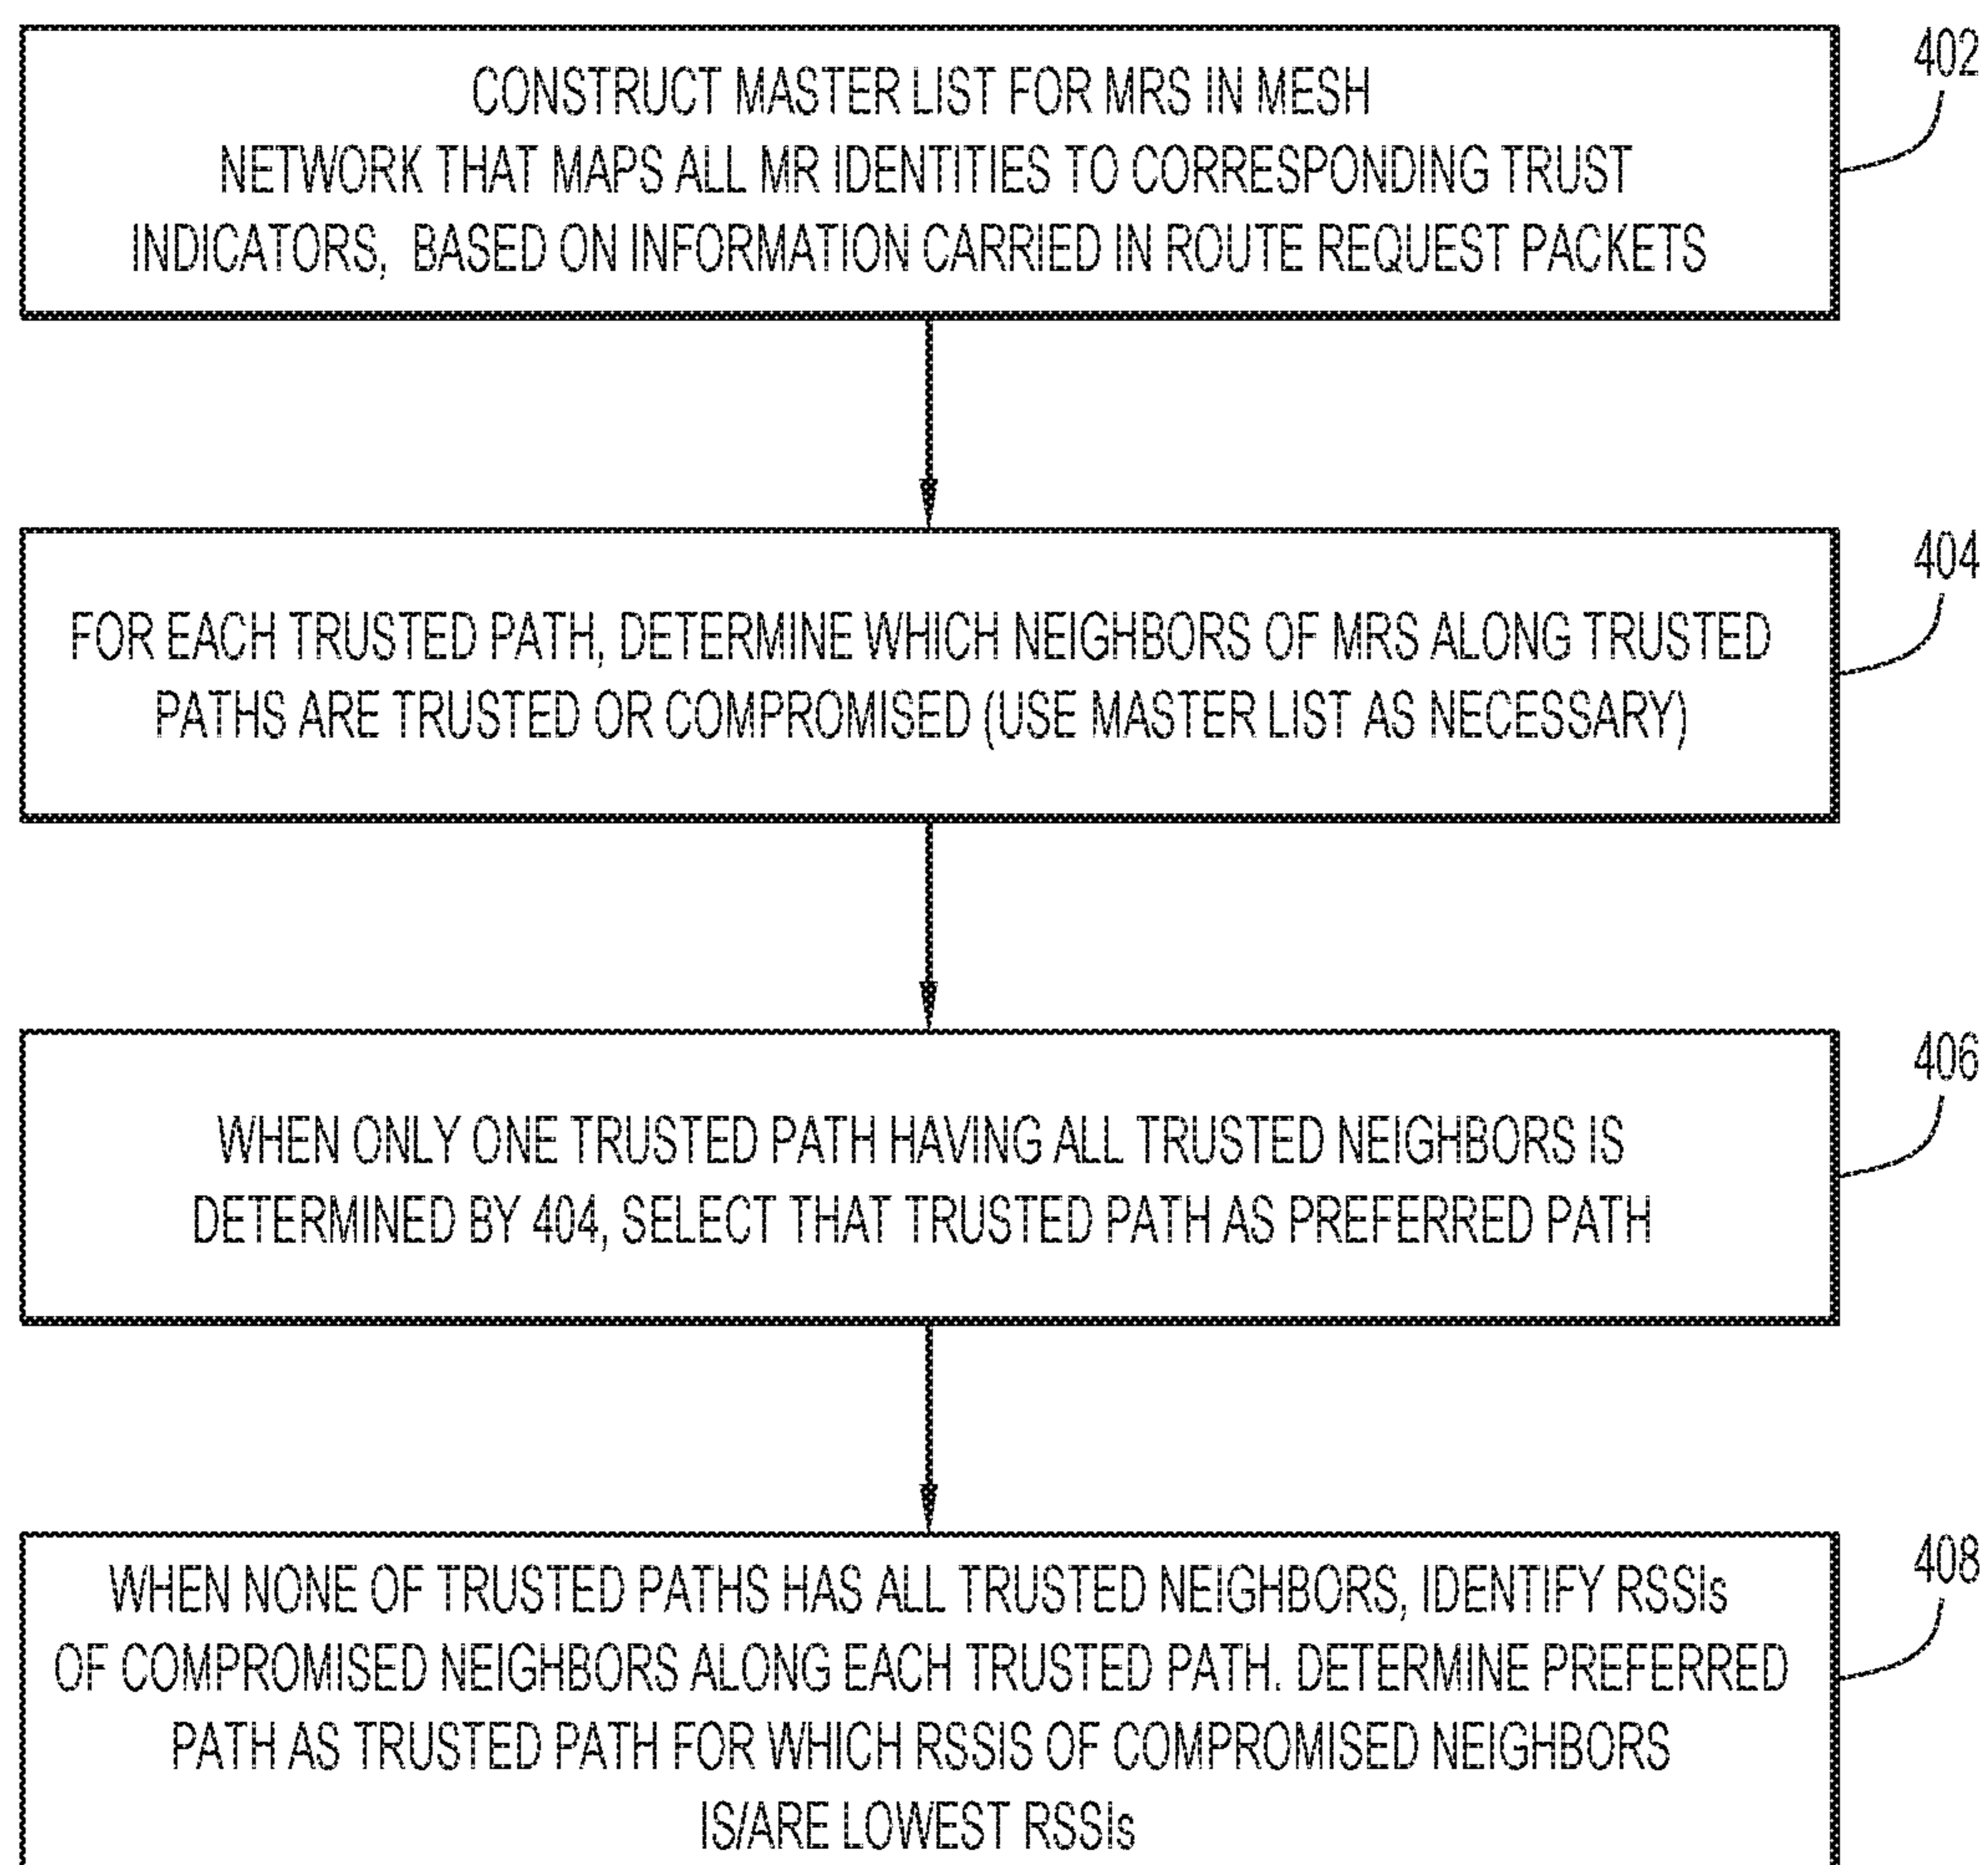 CONSTRUCT MASTER LIST FOR MRS IN MESH
NETWORK THAT MAPS ALL MR IDENTITIES TO CORRESPONDING TRUST
INDICATORS, BASED ON INFORMATION CARRIED IN ROUTE REQUEST PACKETS
402
FOR EACH TRUSTED PATH, DETERMINE WHICH NEIGHBORS OF MRS ALONG TRUSTED
PATHS ARE TRUSTED OR COMPROMISED (USE MASTER LIST AS NECESSARY)
404
WHEN ONLY ONE TRUSTED PATH HAVING ALL TRUSTED NEIGHBORS IS
DETERMINED BY 404, SELECT THAT TRUSTED PATH AS PREFERRED PATH
406
WHEN NONE OF TRUSTED PATHS HAS ALL TRUSTED NEIGHBORS, IDENTIFY RSSIs
OF COMPROMISED NEIGHBORS ALONG EACH TRUSTED PATH. DETERMINE PREFERRED
PATH AS TRUSTED PATH FOR WHICH RSSIS OF COMPROMISED NEIGHBORS
IS/ARE LOWEST RSSIs
408